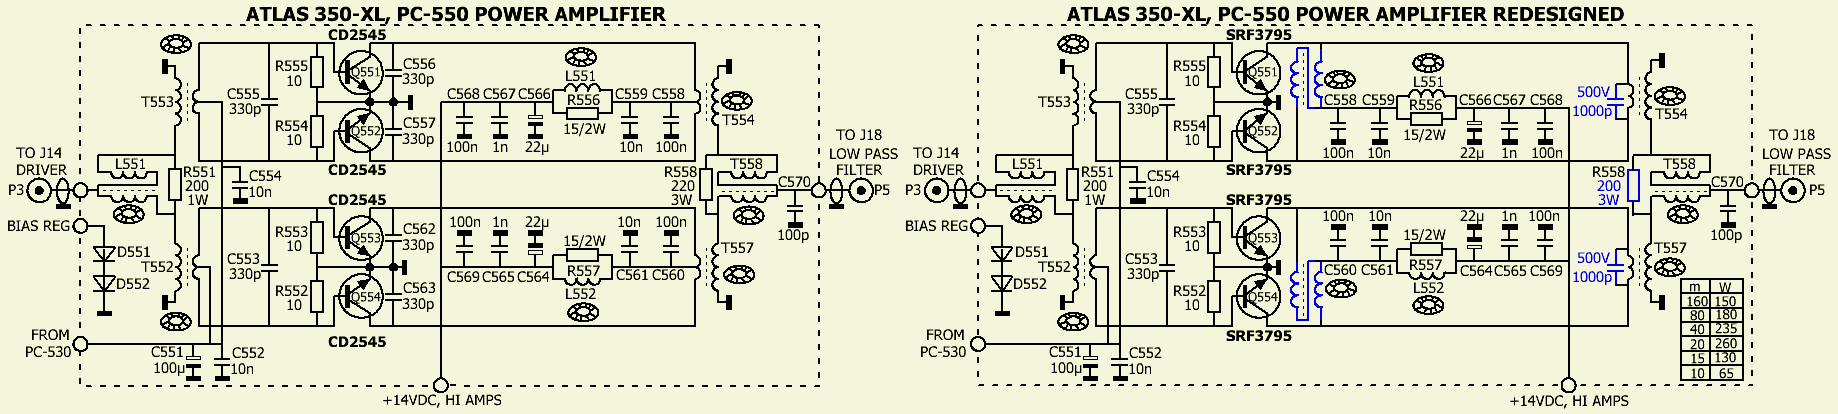 ATLAS 350-XL, PC-550 POWER AMPLIFIER
CD2545
R555
10
Q551
C556
330p
L551
C555
330p
T553
C568
C567
C566
R556
C559
C558
T554
R554
10
Q552
C557
330p
15/2W
100n
1n
22µ
10n
100n
CD2545
TO J14
DRIVER
P3
L551
R551
200
1W
C554
10n
R558
220
3W
T558
C570
100p
TO J18
LOW PASS
FILTER
P5
BIAS REG
D551
D552
T552
CD2545
R553
10
Q553
C562
330p
100n
1n
22µ
15/2W
10n
100n
T557
C553
330p
C569
C565
C564
R557
C561
C560
R552
10
Q554
C563
330p
L552
CD2545
FROM
PC-530
C551
100µ
C552
10n
+14VDC, HI AMPS
ATLAS 350-XL, PC-550 POWER AMPLIFIER REDESIGNED
SRF3795
R555
10
Q551
L551
C555
330p
T553
C558
C559
R556
C566
C567
C568
500V
1000p
T554
R554
10
Q552
15/2W
100n
10n
22µ
1n
100n
SRF3795
TO J14
DRIVER
P3
L551
R551
200
1W
C554
10n
R558
200
3W
T558
C570
100p
TO J18
LOW PASS
FILTER
P5
BIAS REG
D551
D552
T552
SRF3795
R553
10
Q553
100n
10n
15/2W
22µ
1n
100n
T557
C553
330p
C560
C561
R557
C564
C565
C569
500V
1000p
R552
10
Q554
L552
SRF3795
FROM
PC-530
C551
100µ
C552
10n
m W
160 150
80 180
40 235
20 260
15 130
10 65
+14VDC, HI AMPS